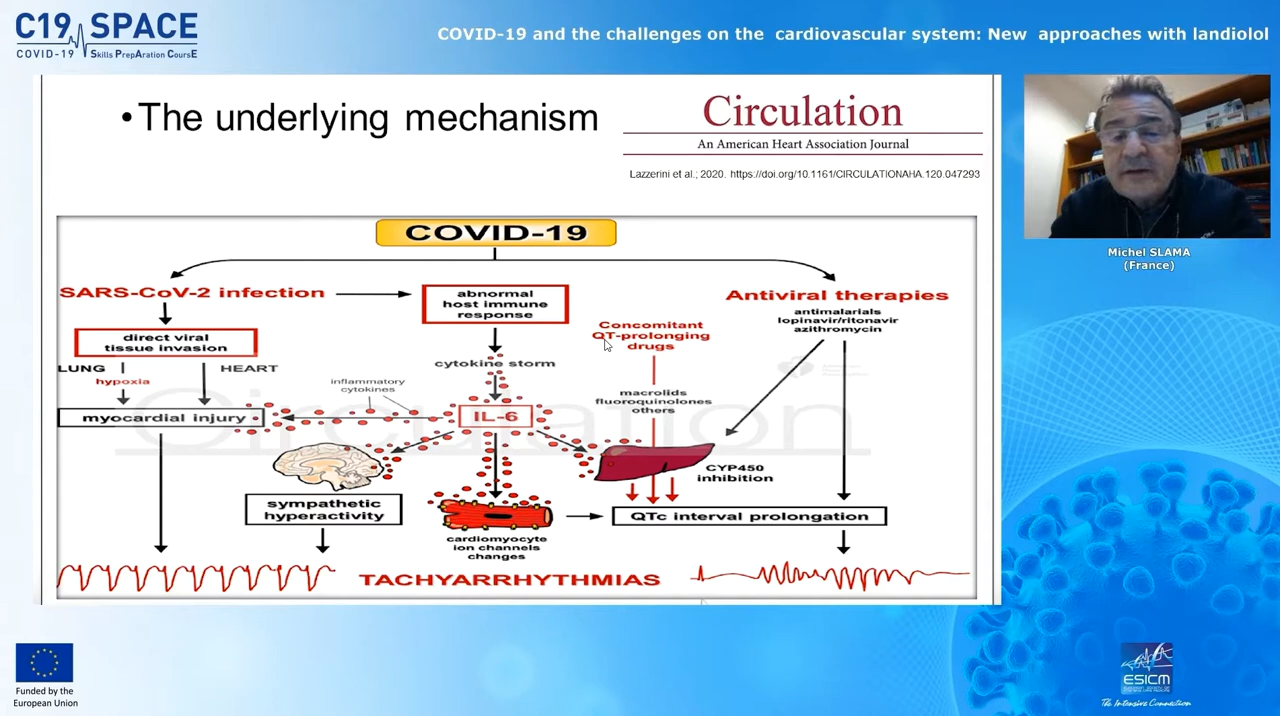 C19 SPACE
COVID-19 Skills PrepAration CoursE
COVID-19 and the challenges on the cardiovascular system: New approaches with landiolol
•The underlying mechanism
Circulation
An American Heart Association Journal
Lazzerini et al.; 2020. https://doi.org/10.1161/CIRCULATIONAHA.120.047293
Michel SLAMA
(France)
COVID-19
SARS-CoV-2 infection
abnormal
host immune
response
Antiviral therapies
antimalarials
lopinavir/ritonavir
azithromycin
direct viral
tissue invasion
Concomitant
QT-prolonging
drugs
LUNG
HEART
hypoxia
cytokine storm
inflammatory
cytokines
macrolids
fluoroquinolones
others
myocardial injury
IL-6
Circulation
CYP450
inhibition
sympathetic
hyperactivity
QTc interval prolongation
cardiomyocyte
ion channels
changes
TACHYARRHYTHMIAS
Funded by the
European Union
ESICM
The Intensive Connection